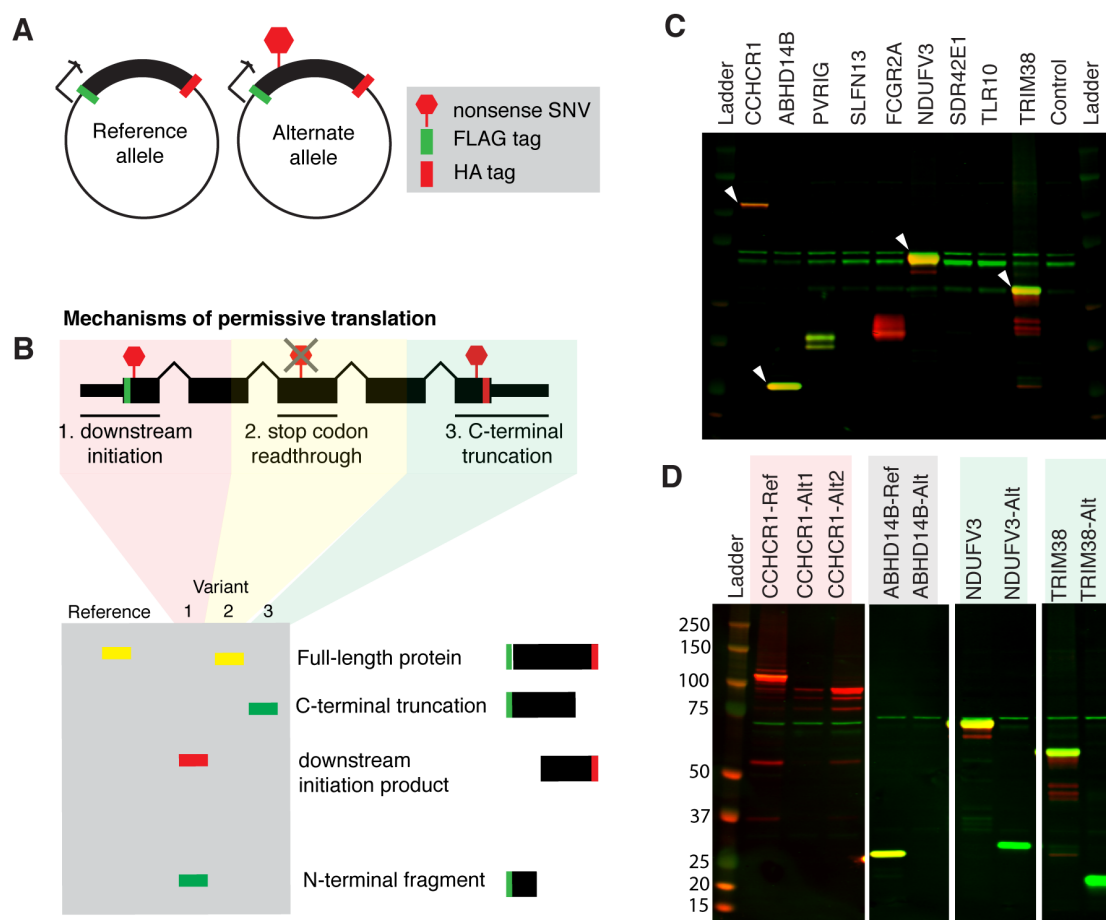 A
Reference
allele
Alternate
allele
nonsense SNV
FLAG tag
HA tag
Mechanisms of permissive translation
B
1. downstream
initiation
2. stop codon
readthrough
3. C-terminal
truncation
Variant
Reference
1
2
3
Full-length protein
C-terminal truncation
downstream
initiation product
N-terminal fragment
C
Ladder
CCHCR1
ABHD14B
PVRIG
SLFN13
FCGR2A
NDUFV3
SDR42E1
TLR10
TRIM38
Control
Ladder
D
Ladder
CCHCR1-Ref
CCHCR1-Alt1
CCHCR1-Alt2
ABHD14B-Ref
ABHD14B-Alt
NDUFV3
NDUFV3-Alt
TRIM38
TRIM38-Alt
250
150
100
75
50
37
25
20
15